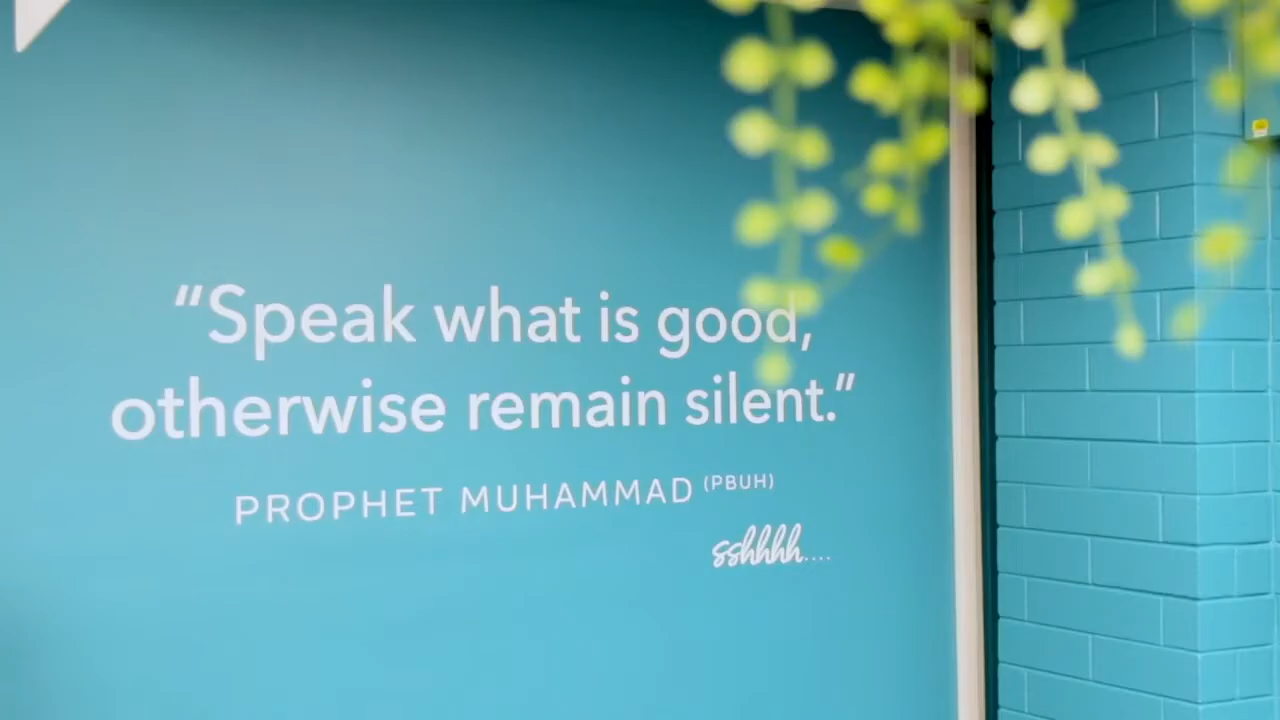 “Speak what is good,
otherwise remain silent.”
PROPHET MUHAMMAD (PBUH)
sshhhh....